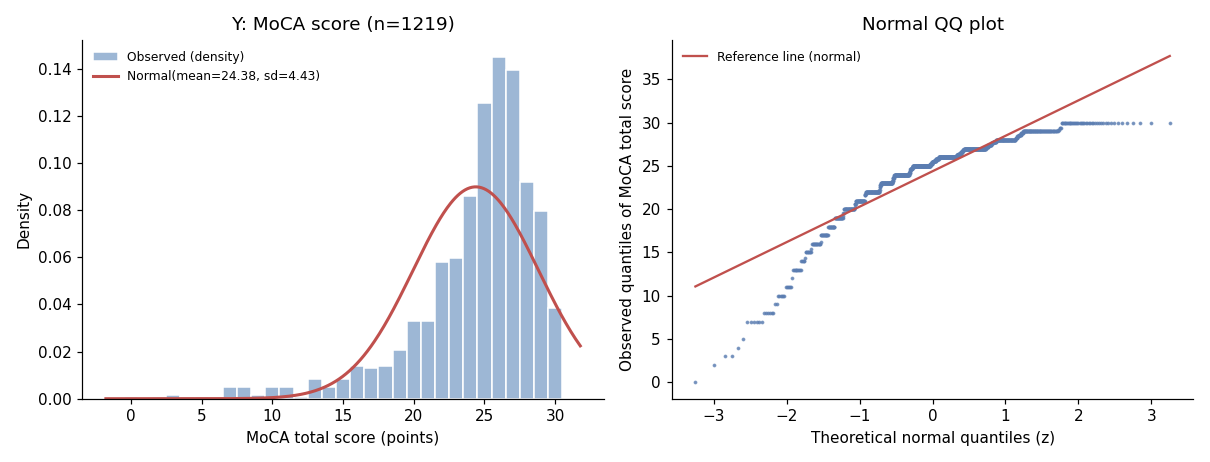 Y: MoCA score (n=1219)
Observed (density)
Normal(mean=24.38, sd=4.43)
0.14
0.12
0.10
0.08
0.06
0.04
0.02
0.00
Density
0 5 10 15 20 25 30
MoCA total score (points)
Normal QQ plot
Reference line (normal)
35
30
25
20
15
10
5
0
Observed quantiles of MoCA total score
−3 −2 −1 0 1 2 3
Theoretical normal quantiles (z)